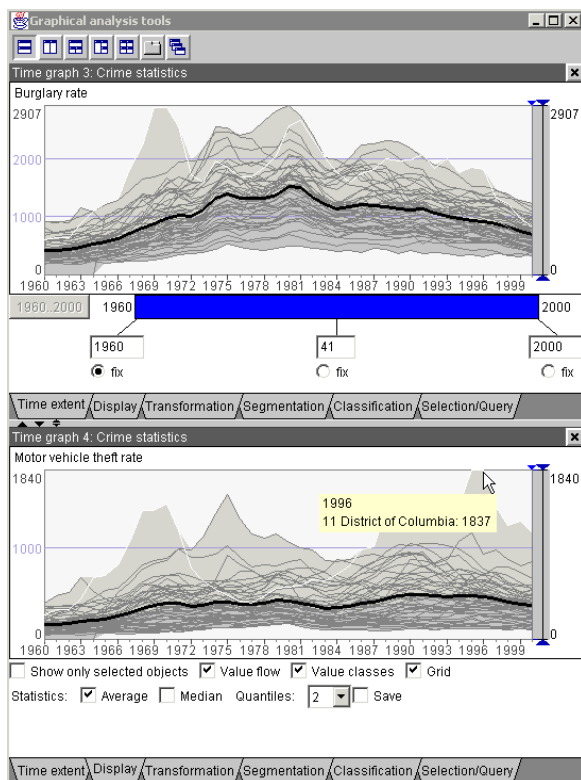 Graphical analysis tools
Time graph 3: Crime statistics
Burglary rate
2907 2907
2000
1000
0 0
1960 1963 1966 1969 1972 1975 1978 1981 1984 1987 1990 1993 1996 1999
1960..2000 1960 2000
1960 41 2000
fix fix fix
Time extent Display Transformation Segmentation Classification Selection/Query
Time graph 4: Crime statistics
Motor vehicle theft rate
1840 1840
1996
11 District of Columbia: 1837
1000
0 0
1960 1963 1966 1969 1972 1975 1978 1981 1984 1987 1990 1993 1996 1999
Show only selected objects Value flow Value classes Grid
Statistics: Average Median Quantiles: 2 Save
Time extent Display Transformation Segmentation Classification Selection/Query